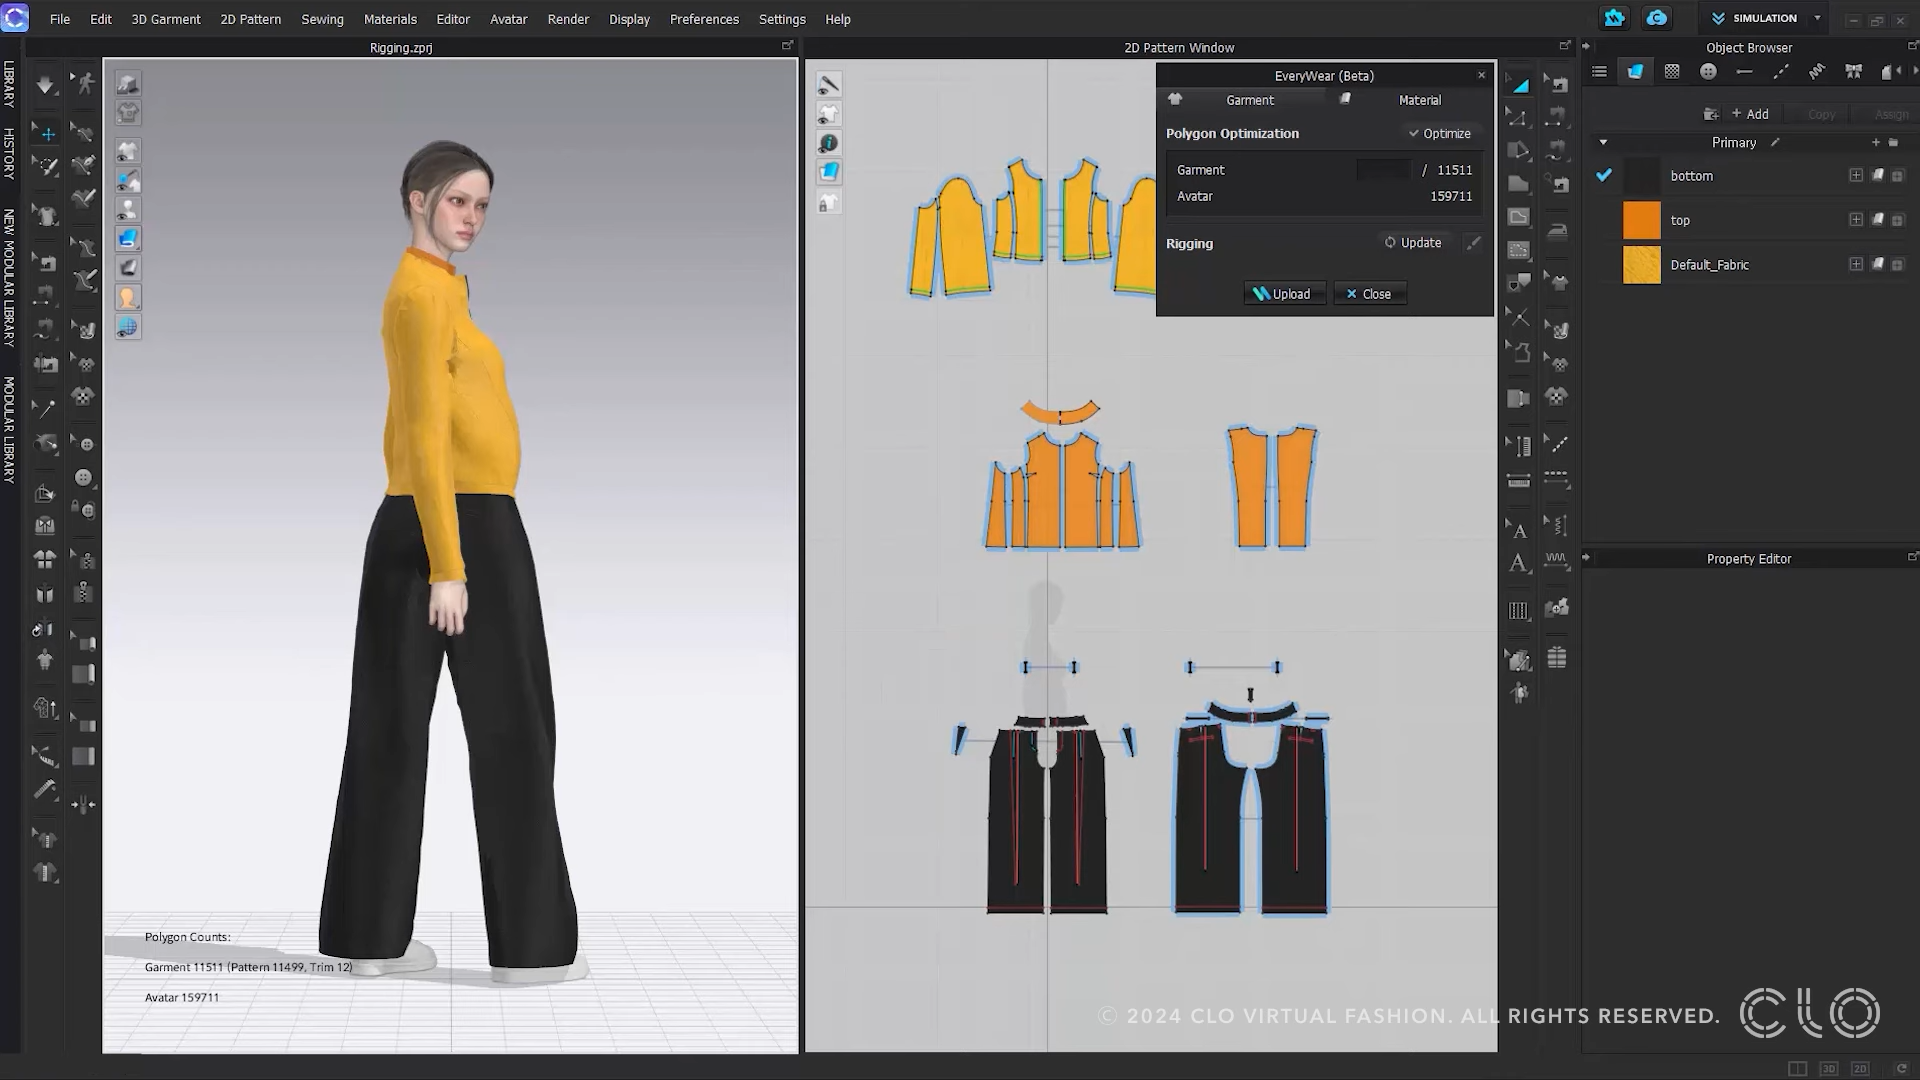 File Edit 3D Garment 2D Pattern Sewing Materials Editor Avatar Render Display Preferences Settings Help
SIMULATION
Rigging.zprj
2D Pattern Window
Object Browser
LIBRARY
HISTORY
NEW MODULAR LIBRARY
MODULAR LIBRARY
EveryWear (Beta)
Garment Material
Polygon Optimization Optimize
Garment / 11511
Avatar 159711
Rigging Update
Upload Close
+ Add Copy Assign
Primary
bottom
top
Default_Fabric
Property Editor
Polygon Counts:
Garment 11511 (Pattern 11499, Trim 12)
Avatar 159711
© 2024 CLO VIRTUAL FASHION. ALL RIGHTS RESERVED.
CLO
3D 2D